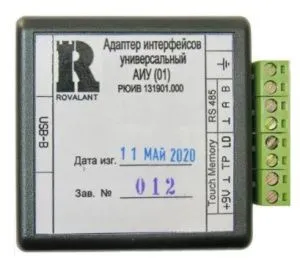 ROVALANT
Адаптер интерфейсов
универсальный
АИУ (01)
РЮИВ 131901.000
USB-B
Дата изг. 11 МАЙ 2020
Зав. № 012
RS 485
⊥ A B
Touch Memory
+9V ⊥ TP LD